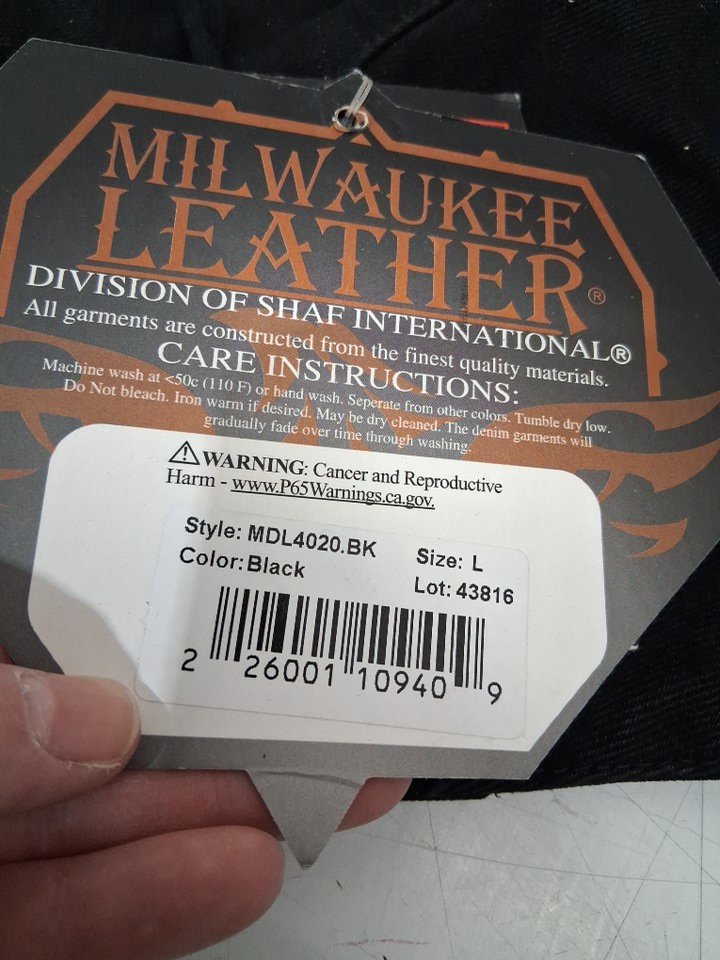 MILWAUKEE
LEATHER®
DIVISION OF SHAF INTERNATIONAL®
All garments are constructed from the finest quality materials.
CARE INSTRUCTIONS:
Machine wash at <50c (110 F) or hand wash. Seperate from other colors. Tumble dry low.
Do Not bleach. Iron warm if desired. May be dry cleaned. The denim garments will
gradually fade over time through washing.
⚠WARNING: Cancer and Reproductive
Harm - www.P65Warnings.ca.gov.
Style: MDL4020.BK Size: L
Color: Black Lot: 43816
2 26001 10940 9